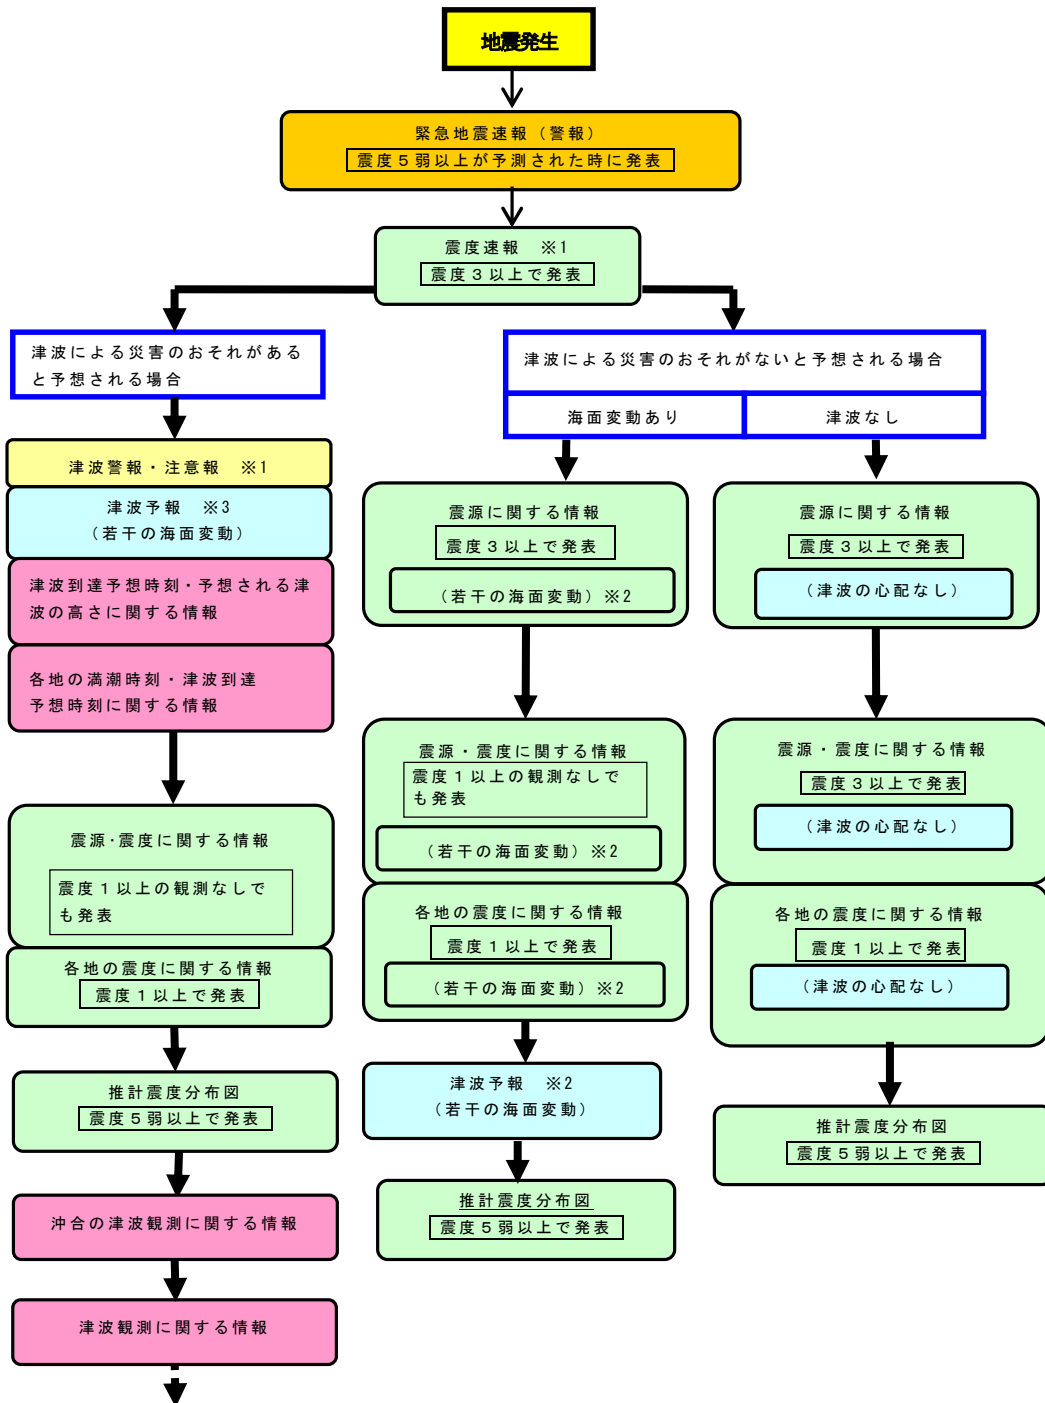 地震発生
緊急地震速報（警報）
震度５弱以上が予測された時に発表
震度速報　※1
震度３以上で発表
津波による災害のおそれがある
と予想される場合
津波警報・注意報　※1
津波予報　※3
（若干の海面変動）
津波到達予想時刻・予想される津
波の高さに関する情報
各地の満潮時刻・津波到達
予想時刻に関する情報
震源・震度に関する情報
震度１以上の観測なしで
も発表
各地の震度に関する情報
震度１以上で発表
推計震度分布図
震度５弱以上で発表
沖合の津波観測に関する情報
津波観測に関する情報
津波による災害のおそれがないと予想される場合
海面変動あり
津波なし
震源に関する情報
震度３以上で発表
（若干の海面変動）※2
震源・震度に関する情報
震度１以上の観測なしで
も発表
（若干の海面変動）※2
各地の震度に関する情報
震度１以上で発表
（若干の海面変動）※2
津波予報　※2
（若干の海面変動）
推計震度分布図
震度５弱以上で発表
震源に関する情報
震度３以上で発表
（津波の心配なし）
震源・震度に関する情報
震度３以上で発表
（津波の心配なし）
各地の震度に関する情報
震度１以上で発表
（津波の心配なし）
推計震度分布図
震度５弱以上で発表